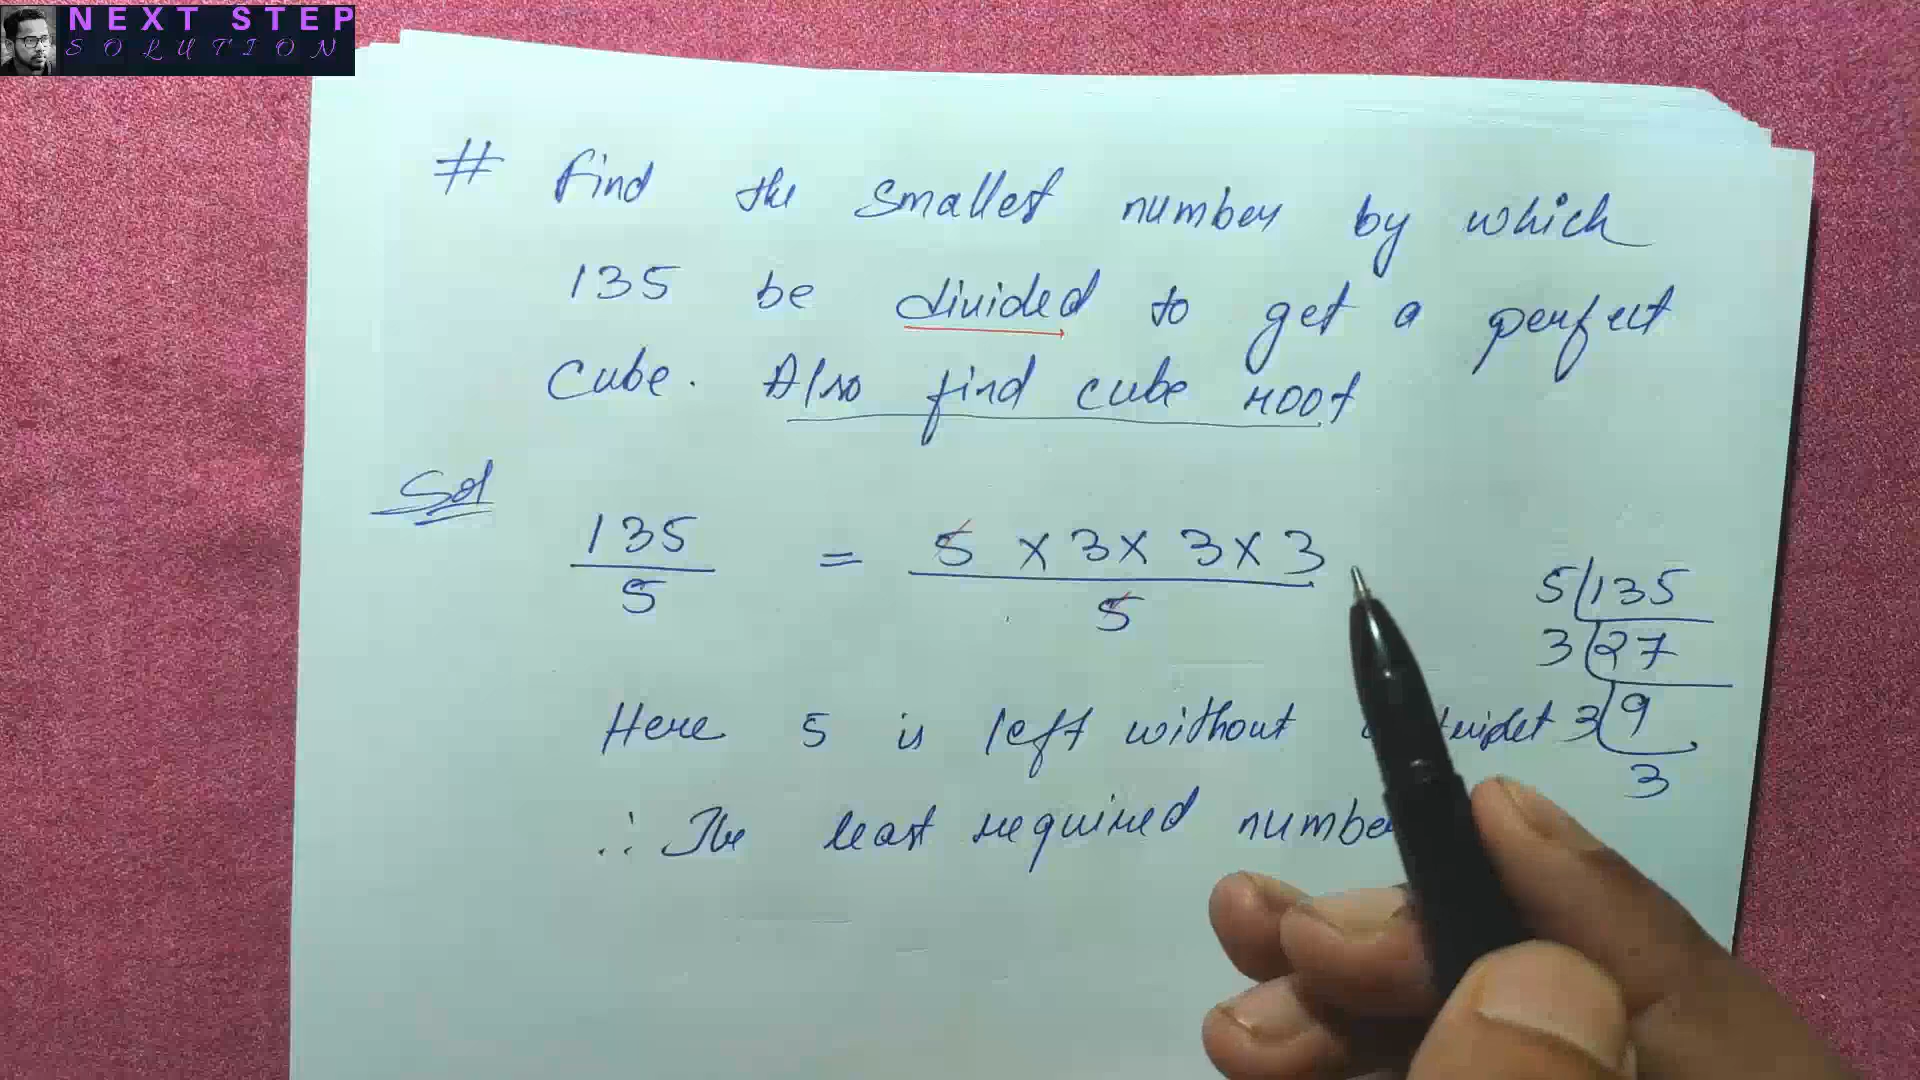 NEXT STEP
SOLUTION
# Find the smallest number by which
135 be divided to get a perfect
cube. Also find cube root
Sol
135 / 5 = 5 × 3 × 3 × 3 / 5
5 | 135
3 | 27
3 | 9
3
Here 5 is left without triplet
∴ The least required number